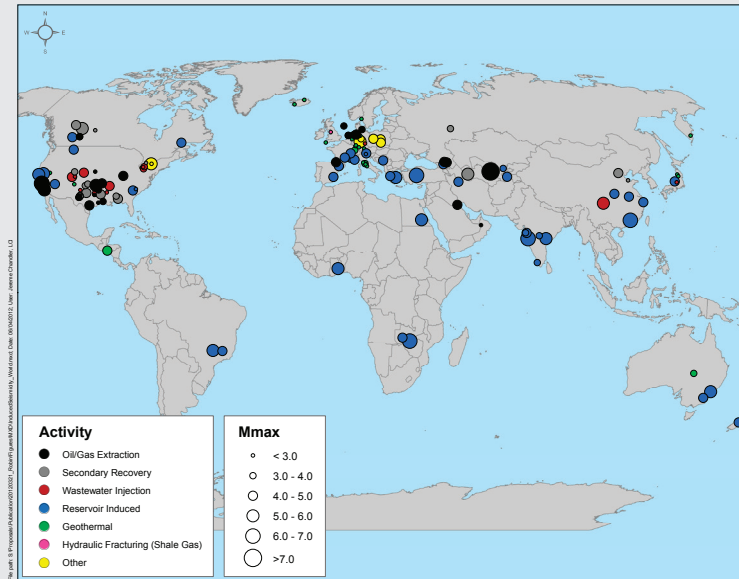 N
W E
S
Activity
Oil/Gas Extraction
Secondary Recovery
Wastewater Injection
Reservoir Induced
Geothermal
Hydraulic Fracturing (Shale Gas)
Other
Mmax
< 3.0
3.0 - 4.0
4.0 - 5.0
5.0 - 6.0
6.0 - 7.0
>7.0